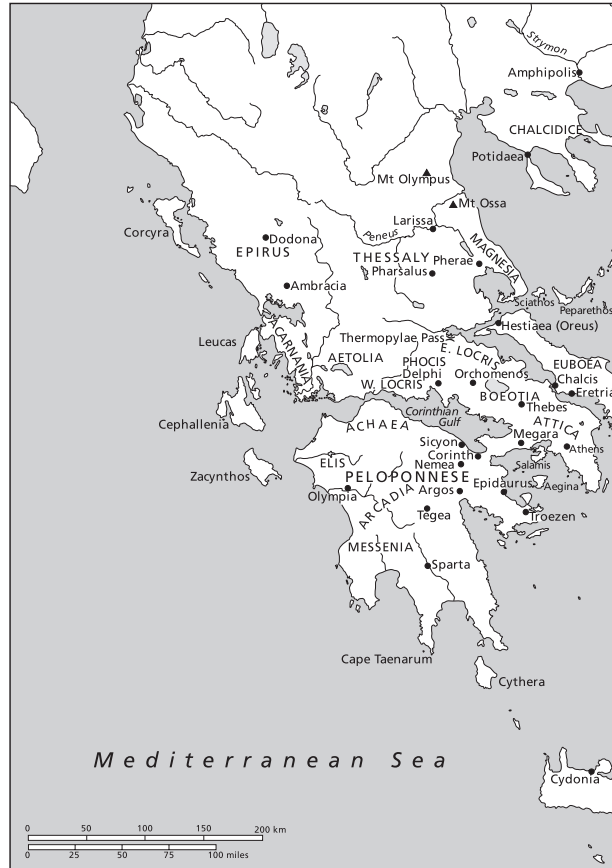 Strymon
Amphipolis
CHALCIDICE
Potidaea
Mt Olympus
Mt Ossa
Larissa
Peneus
Corcyra
Dodona
EPIRUS
THESSALY
Pherae
MAGNESIA
Pharsalus
Ambracia
Sciathos
Peparethos
Hestiaea (Oreus)
Leucas
ACARNANIA
Thermopylae Pass
E. LOCRIS
AETOLIA
PHOCIS
EUBOEA
Delphi
Orchomenos
Chalcis
W. LOCRIS
BOEOTIA
Eretria
Thebes
Cephallenia
Corinthian
Gulf
ACHAEA
ATTICA
Megara
Sicyon
Athens
Corinth
ELIS
Nemea
Salamis
Zacynthos
PELOPONNESE
Olympia
ARCADIA
Argos
Epidaurus
Aegina
Tegea
Troezen
MESSENIA
Sparta
Cape Taenarum
Cythera
Mediterranean Sea
Cydonia
0 50 100 150 200 km
0 25 50 75 100 miles